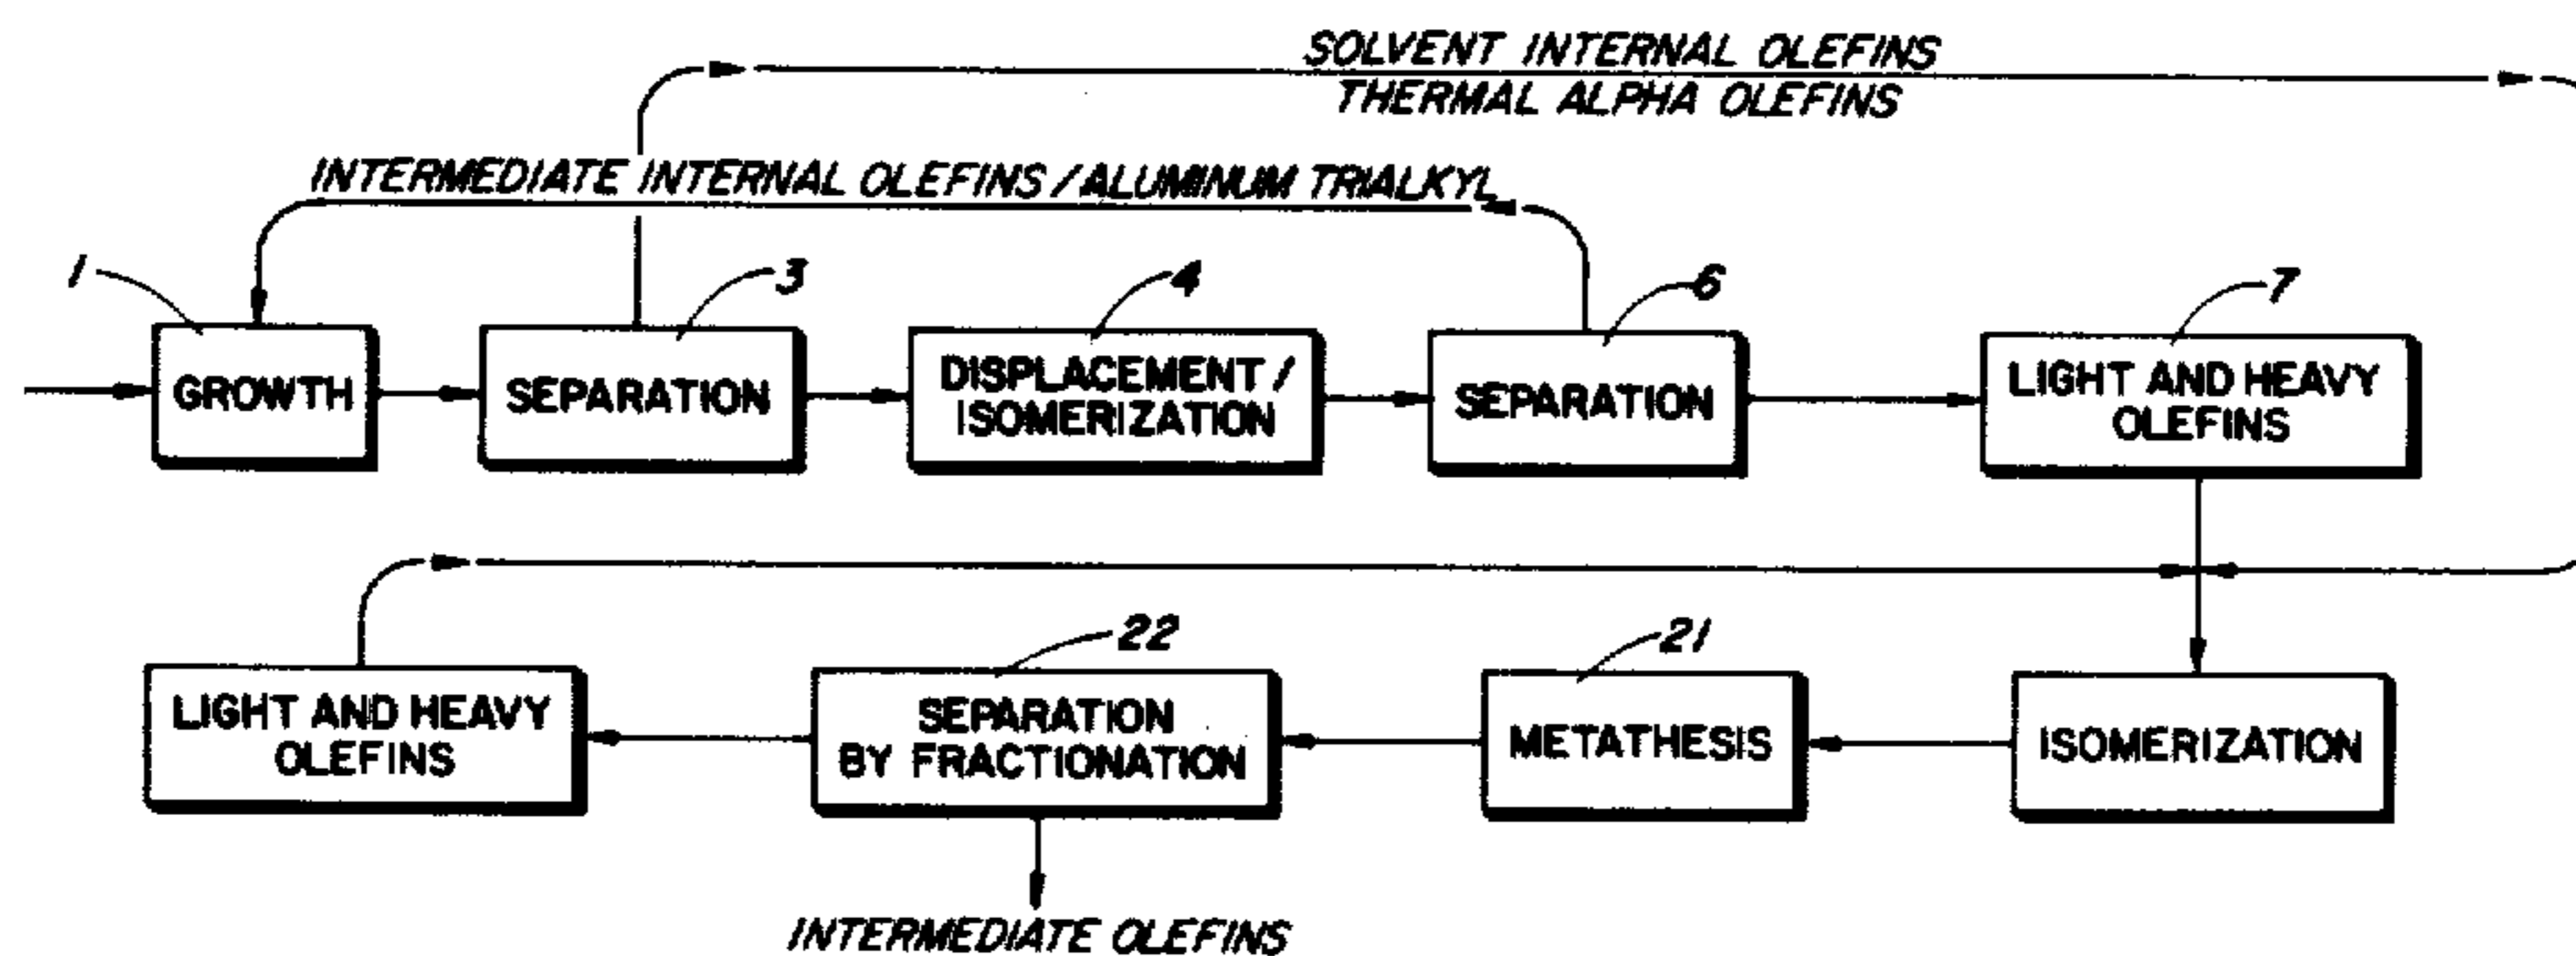 SOLVENT INTERNAL OLEFINS
THERMAL ALPHA OLEFINS
INTERMEDIATE INTERNAL OLEFINS / ALUMINUM TRIALKYL
1
3
4
6
7
GROWTH
SEPARATION
DISPLACEMENT /
ISOMERIZATION
SEPARATION
LIGHT AND HEAVY
OLEFINS
22
21
LIGHT AND HEAVY
OLEFINS
SEPARATION
BY FRACTIONATION
METATHESIS
ISOMERIZATION
INTERMEDIATE OLEFINS